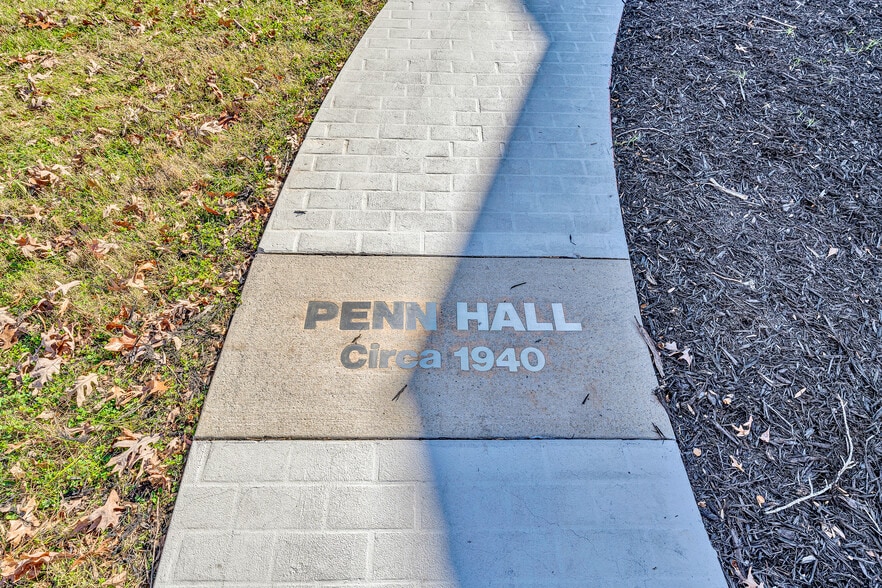 PENN HALL
Circa 1940